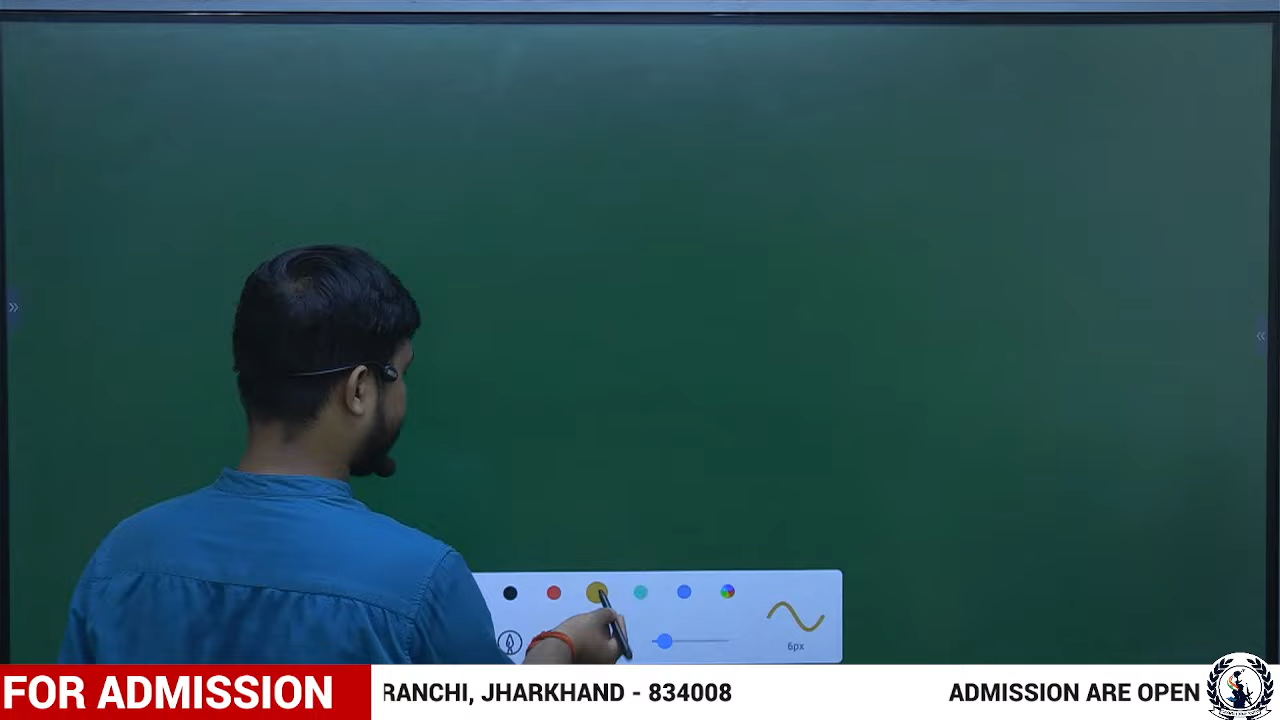 6px
FOR ADMISSION
RANCHI, JHARKHAND - 834008
ADMISSION ARE OPEN